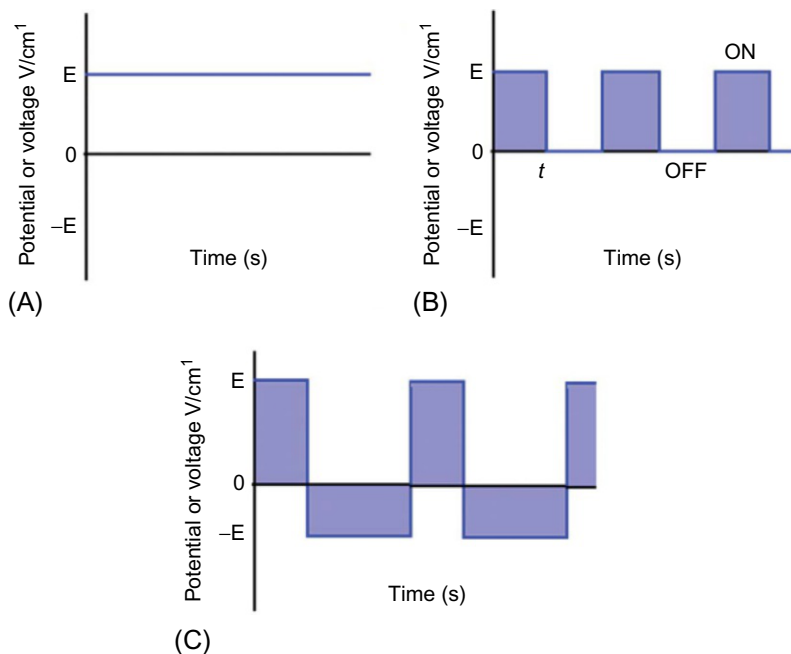 Potential or voltage V/cm¹
E
0
–E
Time (s)
(A)
Potential or voltage V/cm¹
E
0
–E
ON
t
OFF
Time (s)
(B)
Potential or voltage V/cm¹
E
0
–E
Time (s)
(C)